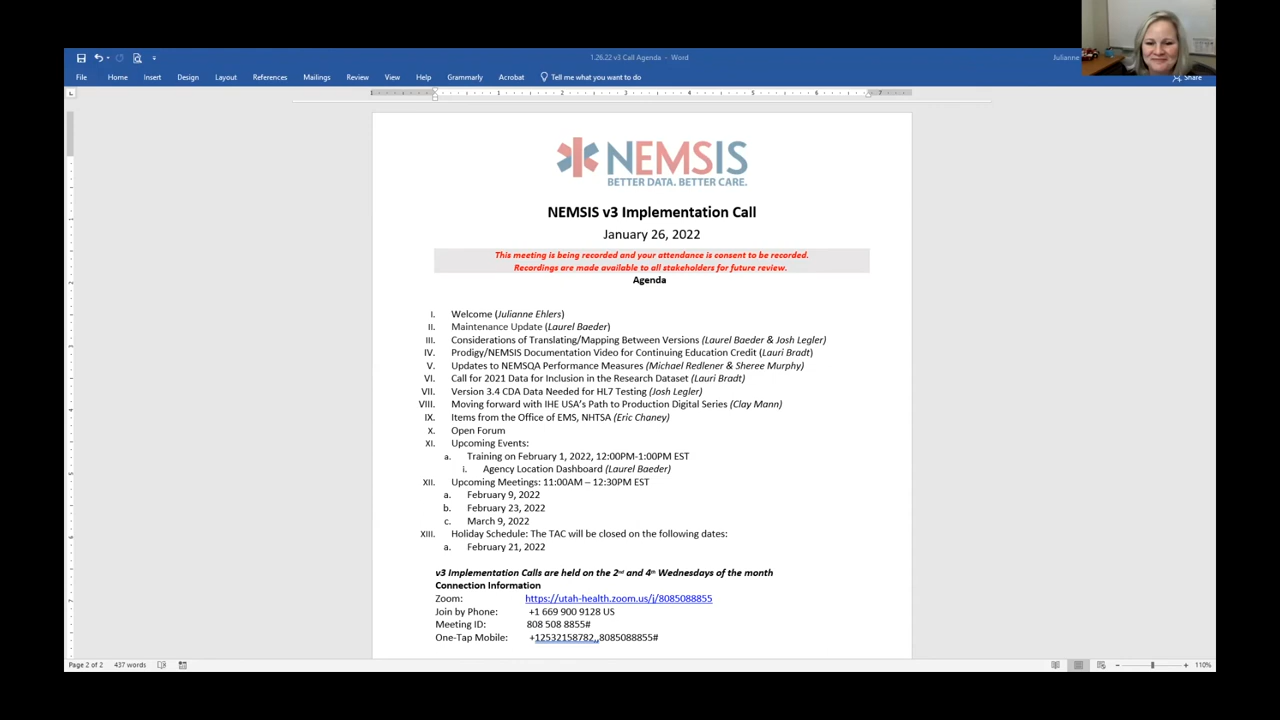 1.26.22 v3 Call Agenda - Word
Julianne
File Home Insert Design Layout References Mailings Review View Help Grammarly Acrobat Tell me what you want to do Share
NEMSIS
BETTER DATA. BETTER CARE.
NEMSIS v3 Implementation Call
January 26, 2022
This meeting is being recorded and your attendance is consent to be recorded.
Recordings are made available to all stakeholders for future review.
Agenda
I. Welcome (Julianne Ehlers)
II. Maintenance Update (Laurel Baeder)
III. Considerations of Translating/Mapping Between Versions (Laurel Baeder & Josh Legler)
IV. Prodigy/NEMSIS Documentation Video for Continuing Education Credit (Lauri Bradt)
V. Updates to NEMSQA Performance Measures (Michael Redlener & Sheree Murphy)
VI. Call for 2021 Data for Inclusion in the Research Dataset (Lauri Bradt)
VII. Version 3.4 CDA Data Needed for HL7 Testing (Josh Legler)
VIII. Moving forward with IHE USA's Path to Production Digital Series (Clay Mann)
IX. Items from the Office of EMS, NHTSA (Eric Chaney)
X. Open Forum
XI. Upcoming Events:
a. Training on February 1, 2022, 12:00PM-1:00PM EST
i. Agency Location Dashboard (Laurel Baeder)
XII. Upcoming Meetings: 11:00AM – 12:30PM EST
a. February 9, 2022
b. February 23, 2022
c. March 9, 2022
XIII. Holiday Schedule: The TAC will be closed on the following dates:
a. February 21, 2022
v3 Implementation Calls are held on the 2nd and 4th Wednesdays of the month
Connection Information
Zoom: https://utah-health.zoom.us/j/8085088855
Join by Phone: +1 669 900 9128 US
Meeting ID: 808 508 8855#
One-Tap Mobile: +12532158782,,8085088855#
Page 2 of 2 437 words 110%